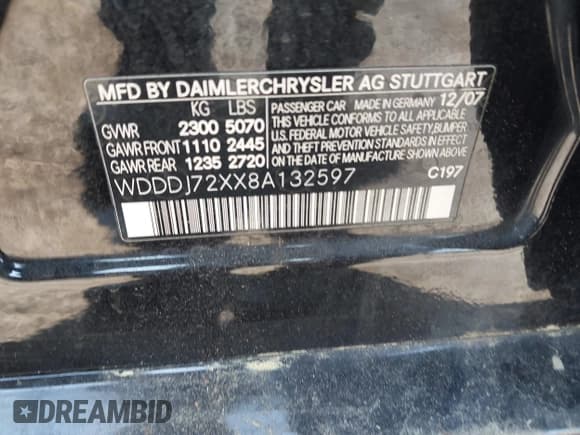 MFD BY DAIMLERCHRYSLER AG STUTTGART
KG LBS PASSENGER CAR MADE IN GERMANY 12/07
GVWR 2300 5070 THIS VEHICLE CONFORMS TO ALL APPLICABLE
GAWR FRONT 1110 2445 U.S. FEDERAL MOTOR VEHICLE SAFETY, BUMPER
GAWR REAR 1235 2720 AND THEFT PREVENTION STANDARDS IN EFFECT
ON THE DATE OF MANUFACTURE SHOWN ABOVE
WDDDJ72XX8A132597 C197
DREAMBID